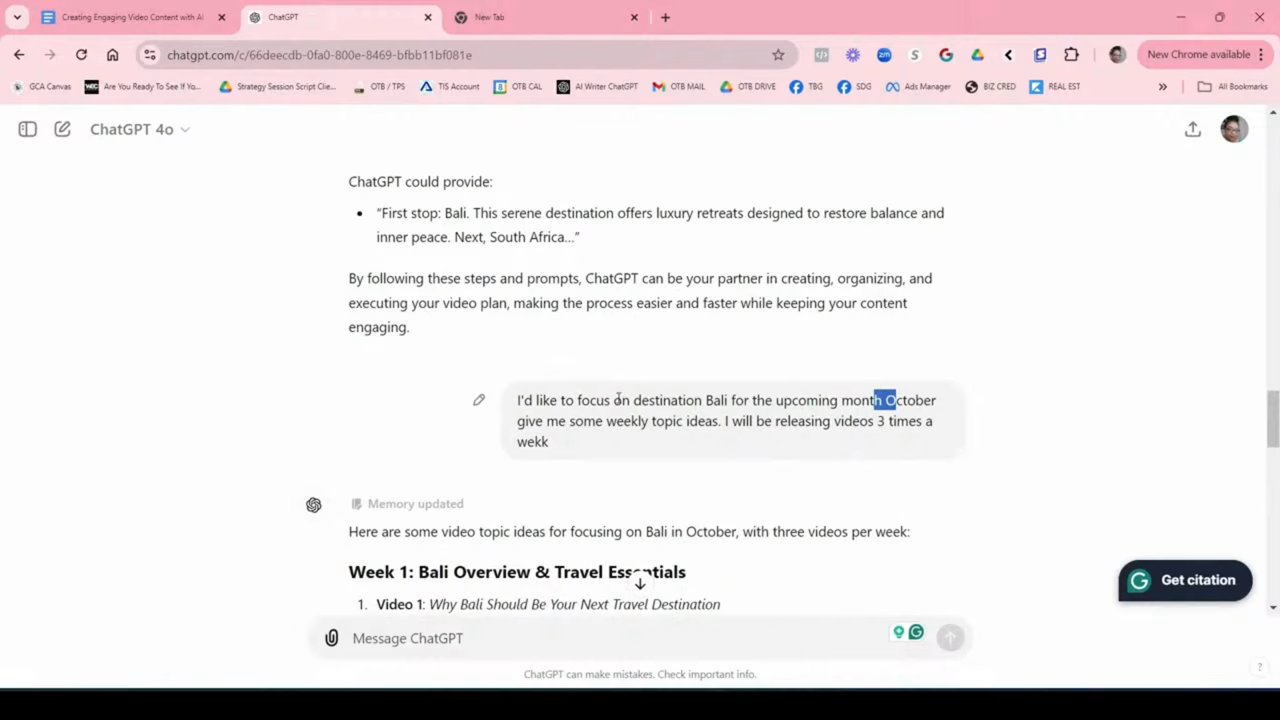 Creating Engaging Video Content with AI
ChatGPT
New Tab
chatgpt.com/c/66deecdb-0fa0-800e-8469-bfbb11bf081e
New Chrome available
GCA Canvas
Are You Ready To See If Yo...
Strategy Session Script Clie...
OTB / TPS
TIS Account
OTB CAL
AI Writer ChatGPT
OTB MAIL
OTB DRIVE
TBG
SDG
Ads Manager
BIZ CRED
REAL EST
All Bookmarks
ChatGPT 4o
ChatGPT could provide:
• “First stop: Bali. This serene destination offers luxury retreats designed to restore balance and
inner peace. Next, South Africa...”
By following these steps and prompts, ChatGPT can be your partner in creating, organizing, and
executing your video plan, making the process easier and faster while keeping your content
engaging.
I'd like to focus on destination Bali for the upcoming month October
give me some weekly topic ideas. I will be releasing videos 3 times a
wekk
Memory updated
Here are some video topic ideas for focusing on Bali in October, with three videos per week:
Week 1: Bali Overview & Travel Essentials
1. Video 1: Why Bali Should Be Your Next Travel Destination
Get citation
Message ChatGPT
ChatGPT can make mistakes. Check important info.
?